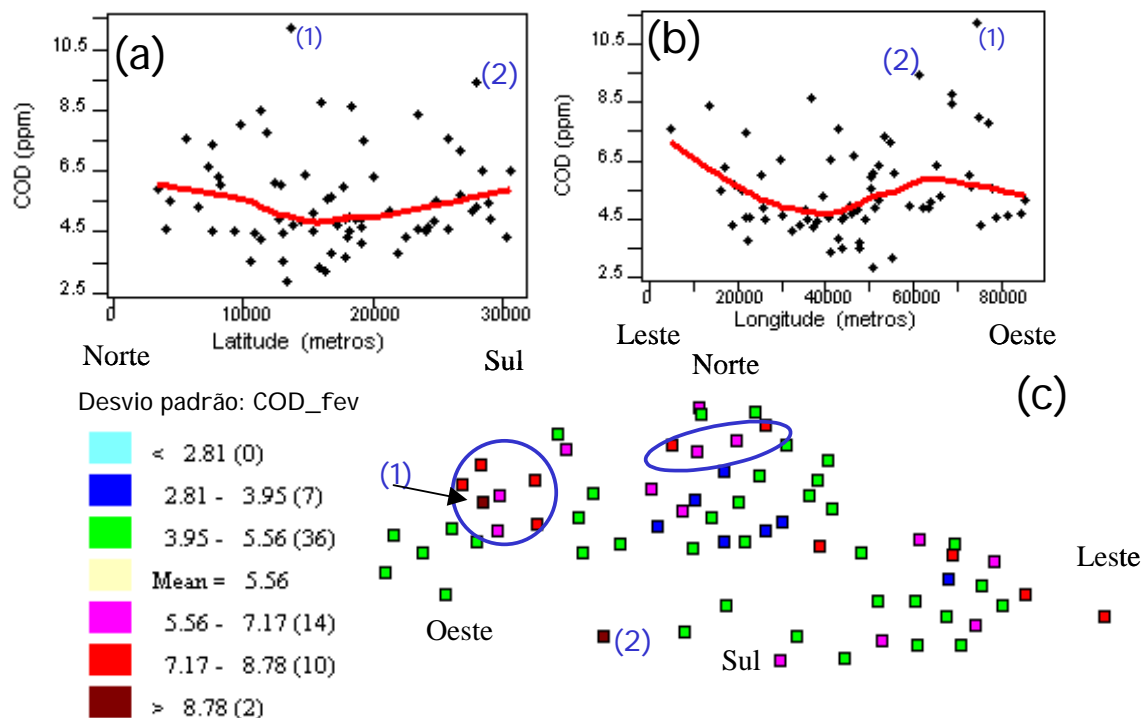 (a)
COD (ppm)
10.5
8.5
6.5
4.5
2.5
(1)
(2)
0
10000
20000
30000
Latitude (metros)
Norte
Sul
(b)
COD (ppm)
10.5
8.5
6.5
4.5
2.5
(2)
(1)
0
20000
40000
60000
80000
Longitude (metros)
Leste
Oeste
Norte
(c)
Desvio padrão: COD_fev
< 2.81 (0)
2.81 - 3.95 (7)
3.95 - 5.56 (36)
Mean = 5.56
5.56 - 7.17 (14)
7.17 - 8.78 (10)
> 8.78 (2)
(1)
Leste
Oeste
(2)
Sul